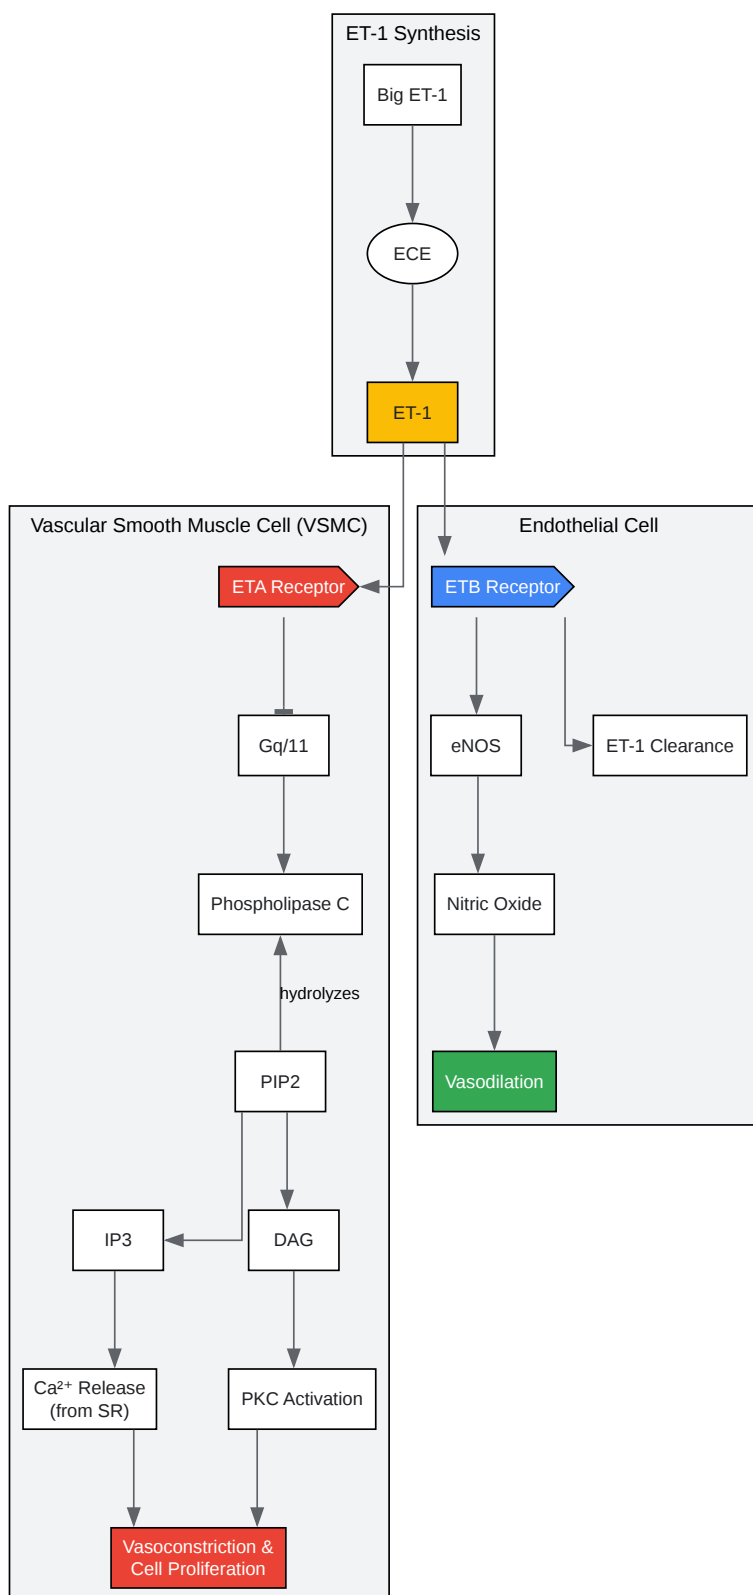 ET-1 Synthesis
Big ET-1
ECE
ET-1
Vascular Smooth Muscle Cell (VSMC)
ETA Receptor
Gq/11
Phospholipase C
hydrolyzes
PIP2
IP3
DAG
Ca²⁺ Release
(from SR)
PKC Activation
Vasoconstriction &
Cell Proliferation
Endothelial Cell
ETB Receptor
eNOS
ET-1 Clearance
Nitric Oxide
Vasodilation